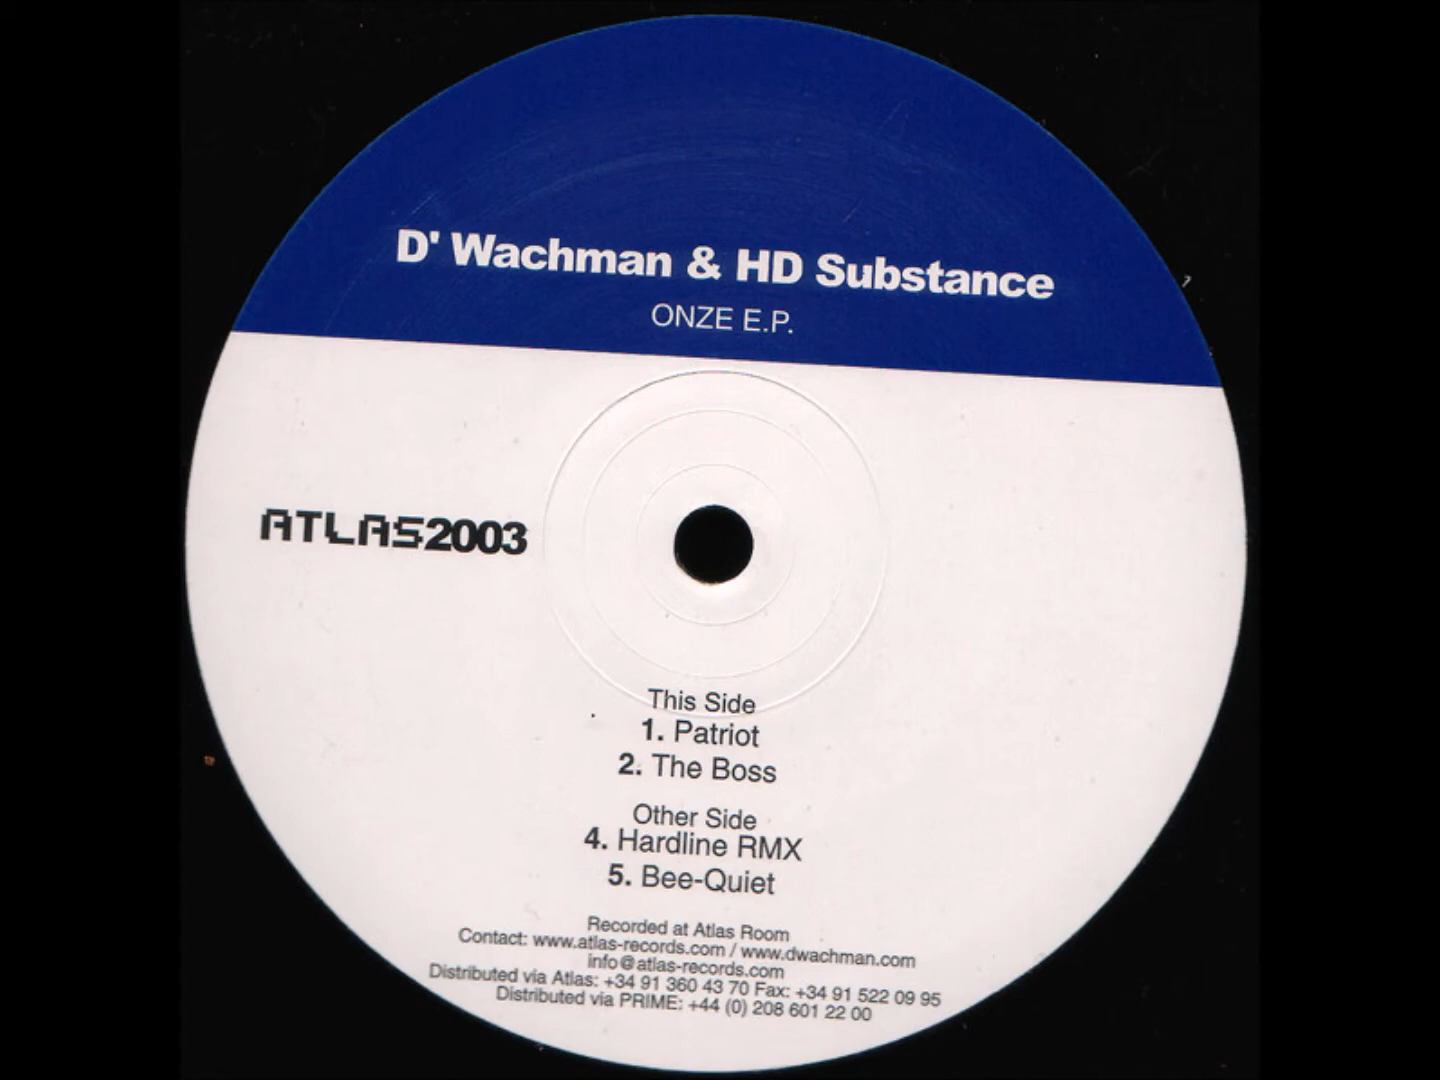 D' Wachman & HD Substance
ONZE E.P.
ATLAS2003
This Side
1. Patriot
2. The Boss
Other Side
4. Hardline RMX
5. Bee-Quiet
Recorded at Atlas Room
Contact: www.atlas-records.com / www.dwachman.com
info@atlas-records.com
Distributed via Atlas: +34 91 360 43 70 Fax: +34 91 522 09 95
Distributed via PRIME: +44 (0) 208 601 22 00